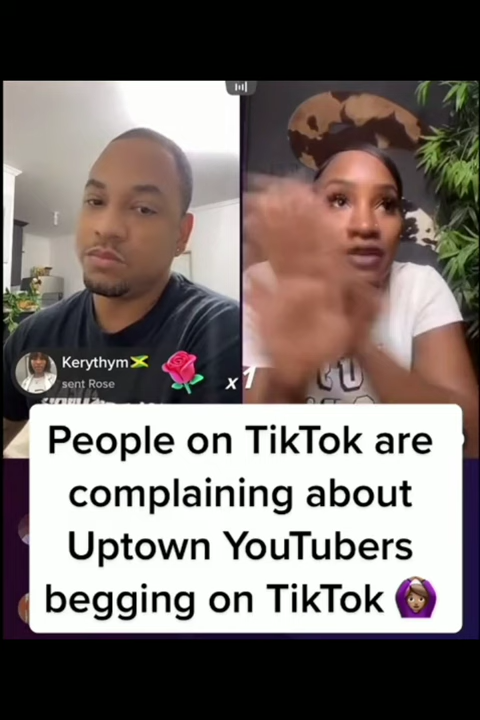 Kerythym🇯🇲
sent Rose
x1
People on TikTok are
complaining about
Uptown YouTubers
begging on TikTok 🙆🏽‍♀️